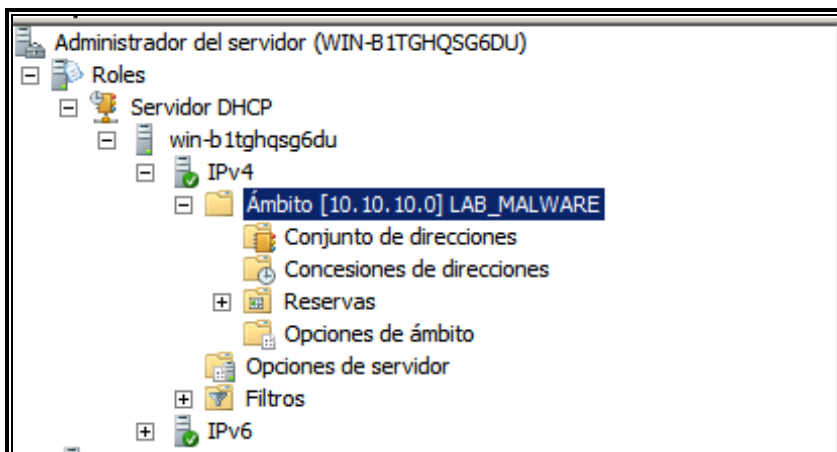 Administrador del servidor (WIN-B1TGHQSG6DU)
Roles
Servidor DHCP
win-b1tghqsg6du
IPv4
Ámbito [10.10.10.0] LAB_MALWARE
Conjunto de direcciones
Concesiones de direcciones
Reservas
Opciones de ámbito
Opciones de servidor
Filtros
IPv6